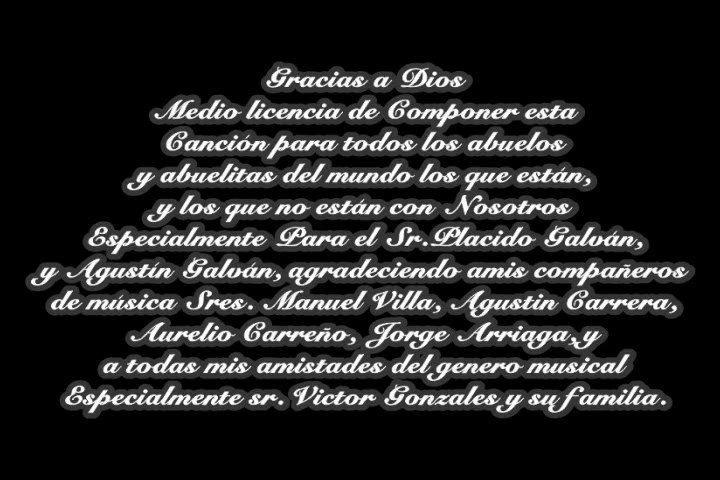 Gracias a Dios
Medio licencia de Componer esta
Canción para todos los abuelos
y abuelitas del mundo los que están,
y los que no están con Nosotros
Especialmente Para el Sr.Placido Galván,
y Agustín Galván, agradeciendo amis compañeros
de música Sres. Manuel Villa, Agustin Carrera,
Aurelio Carreño, Jorge Arriaga,y
a todas mis amistades del genero musical
Especialmente sr. Victor Gonzales y su familia.